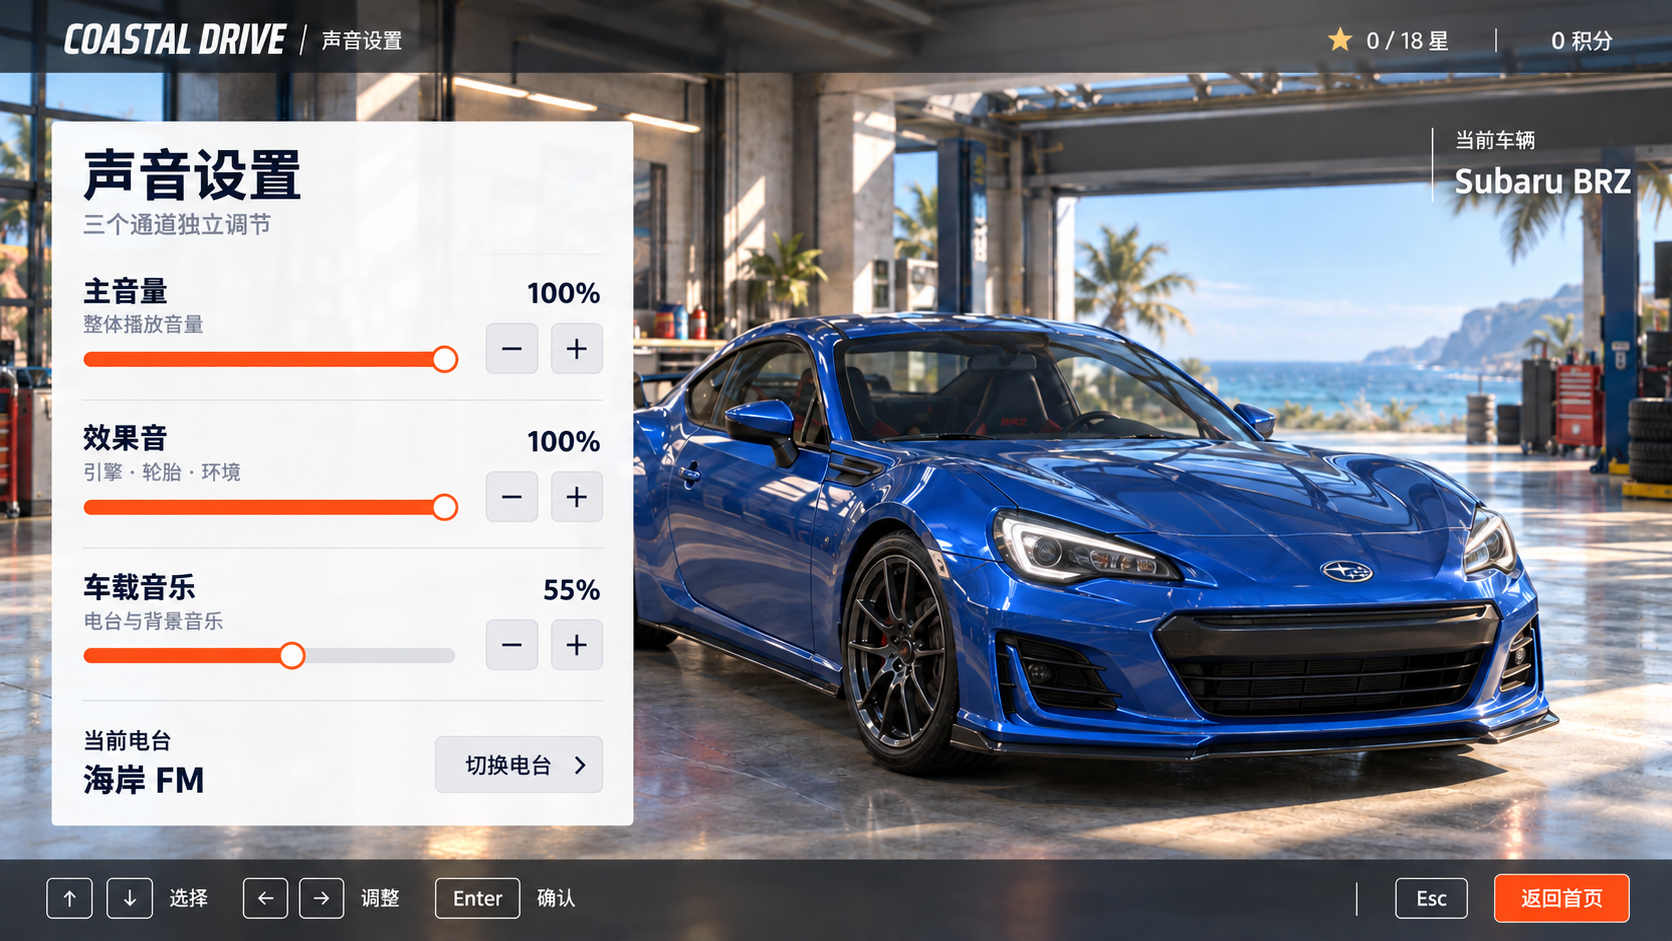 COASTAL DRIVE / 声音设置
0 / 18 星
0 积分
当前车辆
Subaru BRZ
声音设置
三个通道独立调节
主音量
100%
整体播放音量
− +
效果音
100%
引擎 · 轮胎 · 环境
− +
车载音乐
55%
电台与背景音乐
− +
当前电台
海岸 FM
切换电台 >
BRZ
↑ ↓ 选择 ← → 调整 Enter 确认
Esc 返回首页